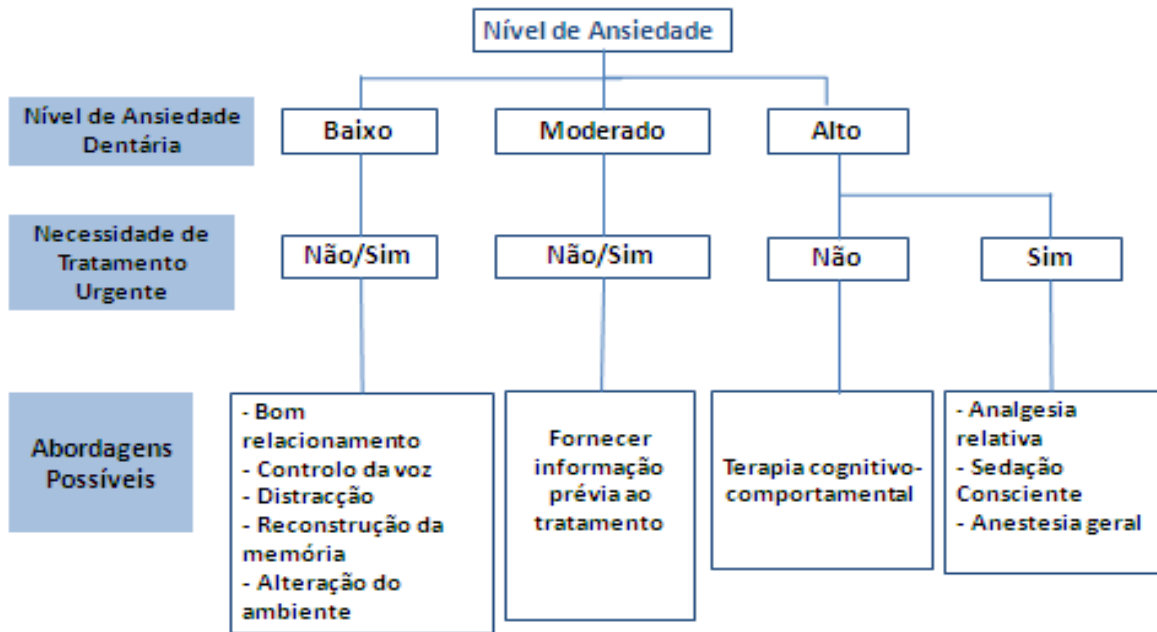 Nível de Ansiedade
Nível de Ansiedade
Dentária
Baixo
Moderado
Alto
Necessidade de
Tratamento
Urgente
Não/Sim
Não/Sim
Não
Sim
Abordagens
Possíveis
- Bom
relacionamento
- Controlo da voz
- Distracção
- Reconstrução da
memória
- Alteração do
ambiente
Fornecer
informação
prévia ao
tratamento
Terapia cognitivo-
comportamental
- Analgesia
relativa
- Sedação
Consciente
- Anestesia geral